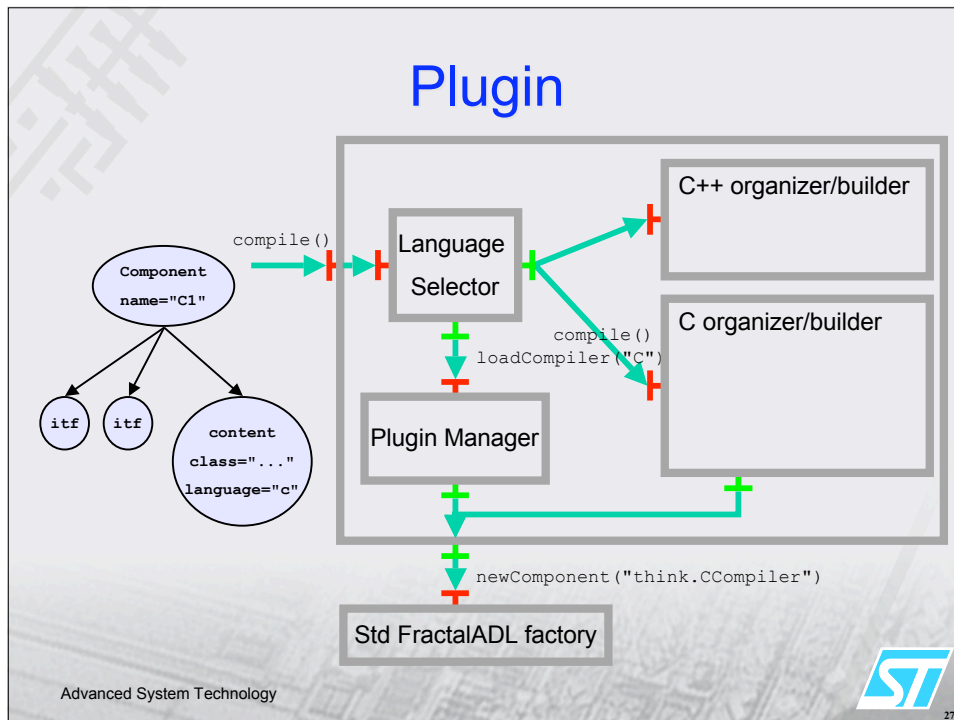 Plugin
compile()
Component
name="C1"
itf
itf
content
class="..."
language="c"
Language
Selector
C++ organizer/builder
compile()
loadCompiler("C")
C organizer/builder
Plugin Manager
newComponent("think.CCompiler")
Std FractalADL factory
Advanced System Technology
ST
27